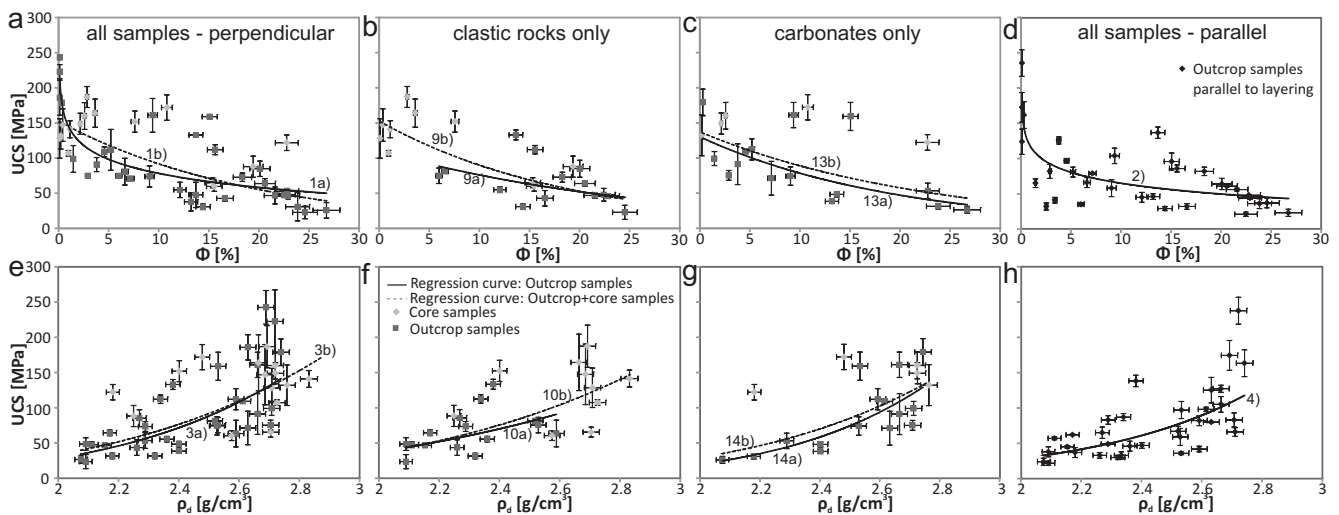 a
all samples - perpendicular
b
clastic rocks only
c
carbonates only
d
all samples - parallel
UCS [MPa]
300
250
200
150
100
50
0
Outcrop samples
parallel to layering
1b)
1a)
9b)
9a)
13b)
13a)
2)
0 5 10 15 20 25 30
0 5 10 15 20 25 30
0 5 10 15 20 25 30
0 5 10 15 20 25 30
Φ [%]
Φ [%]
Φ [%]
Φ [%]
e
f
g
h
UCS [MPa]
300
250
200
150
100
50
0
Regression curve: Outcrop samples
Regression curve: Outcrop+core samples
Core samples
Outcrop samples
3b)
3a)
10b)
10a)
14b)
14a)
4)
2 2.2 2.4 2.6 2.8 3
2 2.2 2.4 2.6 2.8 3
2 2.2 2.4 2.6 2.8 3
2 2.2 2.4 2.6 2.8 3
ρd [g/cm³]
ρd [g/cm³]
ρd [g/cm³]
ρd [g/cm³]